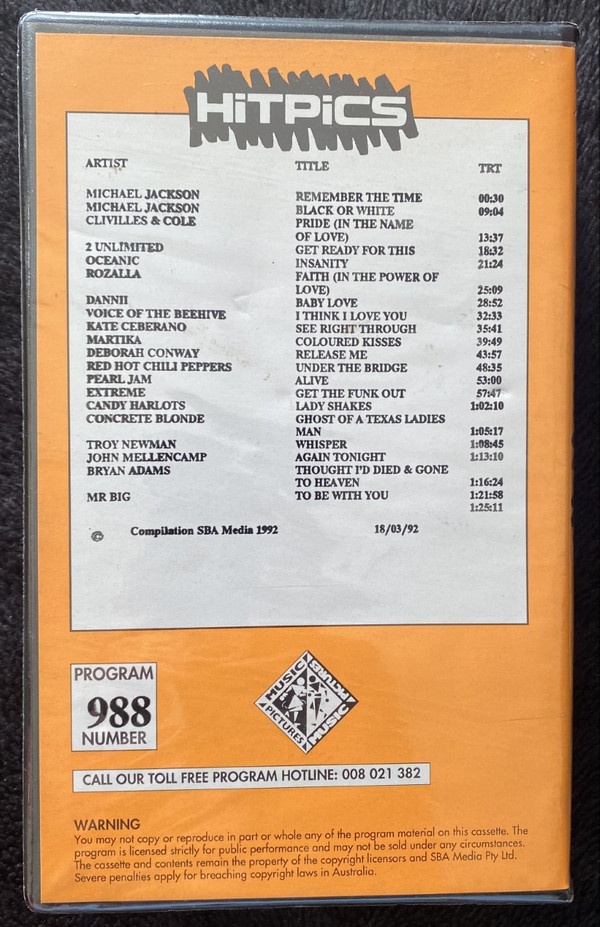 HiTPiCS
ARTIST TITLE TRT
MICHAEL JACKSON REMEMBER THE TIME 00:30
MICHAEL JACKSON BLACK OR WHITE 09:04
CLIVILLES & COLE PRIDE (IN THE NAME
OF LOVE) 13:37
2 UNLIMITED GET READY FOR THIS 18:32
OCEANIC INSANITY 21:24
ROZALLA FAITH (IN THE POWER OF
LOVE) 25:09
DANNII BABY LOVE 28:52
VOICE OF THE BEEHIVE I THINK I LOVE YOU 32:33
KATE CEBERANO SEE RIGHT THROUGH 35:41
MARTIKA COLOURED KISSES 39:49
DEBORAH CONWAY RELEASE ME 43:57
RED HOT CHILI PEPPERS UNDER THE BRIDGE 48:35
PEARL JAM ALIVE 53:00
EXTREME GET THE FUNK OUT 57:47
CANDY HARLOTS LADY SHAKES 1:02:10
CONCRETE BLONDE GHOST OF A TEXAS LADIES
MAN 1:05:17
TROY NEWMAN WHISPER 1:08:45
JOHN MELLENCAMP AGAIN TONIGHT 1:13:10
BRYAN ADAMS THOUGHT I'D DIED & GONE
TO HEAVEN 1:16:24
MR BIG TO BE WITH YOU 1:21:58
1:25:11
© Compilation SBA Media 1992 18/03/92
PROGRAM
988
NUMBER
MUSIC PICTURES MUSIC PICTURES
CALL OUR TOLL FREE PROGRAM HOTLINE: 008 021 382
WARNING
You may not copy or reproduce in part or whole any of the program material on this cassette. The
program is licensed strictly for public performance and may not be sold under any circumstances.
The cassette and contents remain the property of the copyright licensors and SBA Media Pty Ltd.
Severe penalties apply for breaching copyright laws in Australia.